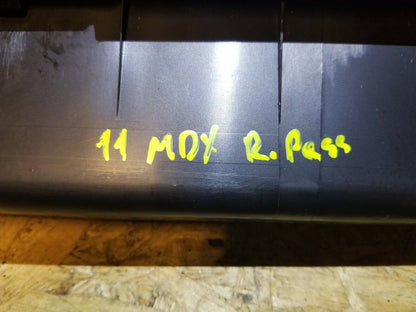 11 MDX R. Pass